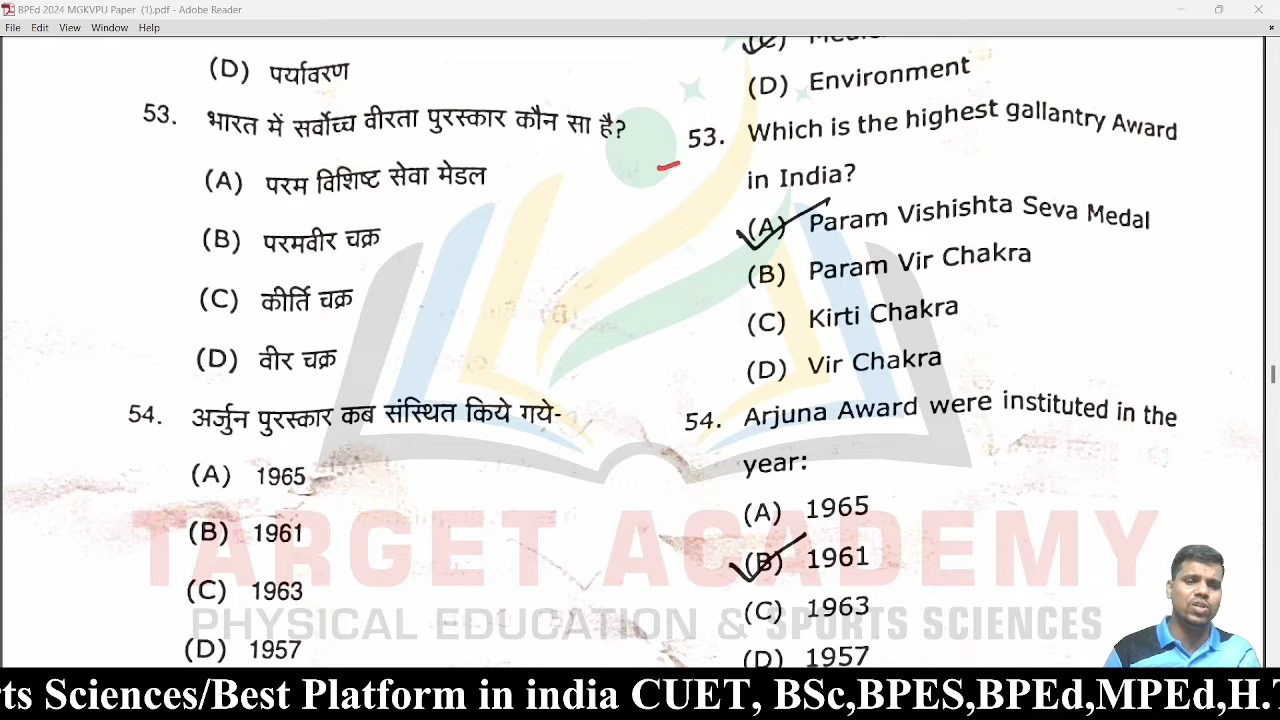 BPEd 2024 MGKVPU Paper (1).pdf - Adobe Reader
File Edit View Window Help
(D) पर्यावरण
53. भारत में सर्वोच्च वीरता पुरस्कार कौन सा है?
(A) परम विशिष्ट सेवा मेडल
(B) परमवीर चक्र
(C) कीर्ति चक्र
(D) वीर चक्र
54. अर्जुन पुरस्कार कब संस्थित किये गये-
(A) 1965
(B) 1961
(C) 1963
(D) 1957
(D) Environment
53. Which is the highest gallantry Award
in India?
(A) Param Vishishta Seva Medal
(B) Param Vir Chakra
(C) Kirti Chakra
(D) Vir Chakra
54. Arjuna Award were instituted in the
year:
(A) 1965
(B) 1961
(C) 1963
(D) 1957
TARGET ACADEMY
PHYSICAL EDUCATION & SPORTS SCIENCES
rts Sciences/Best Platform in india CUET, BSc,BPES,BPEd,MPEd,H.T